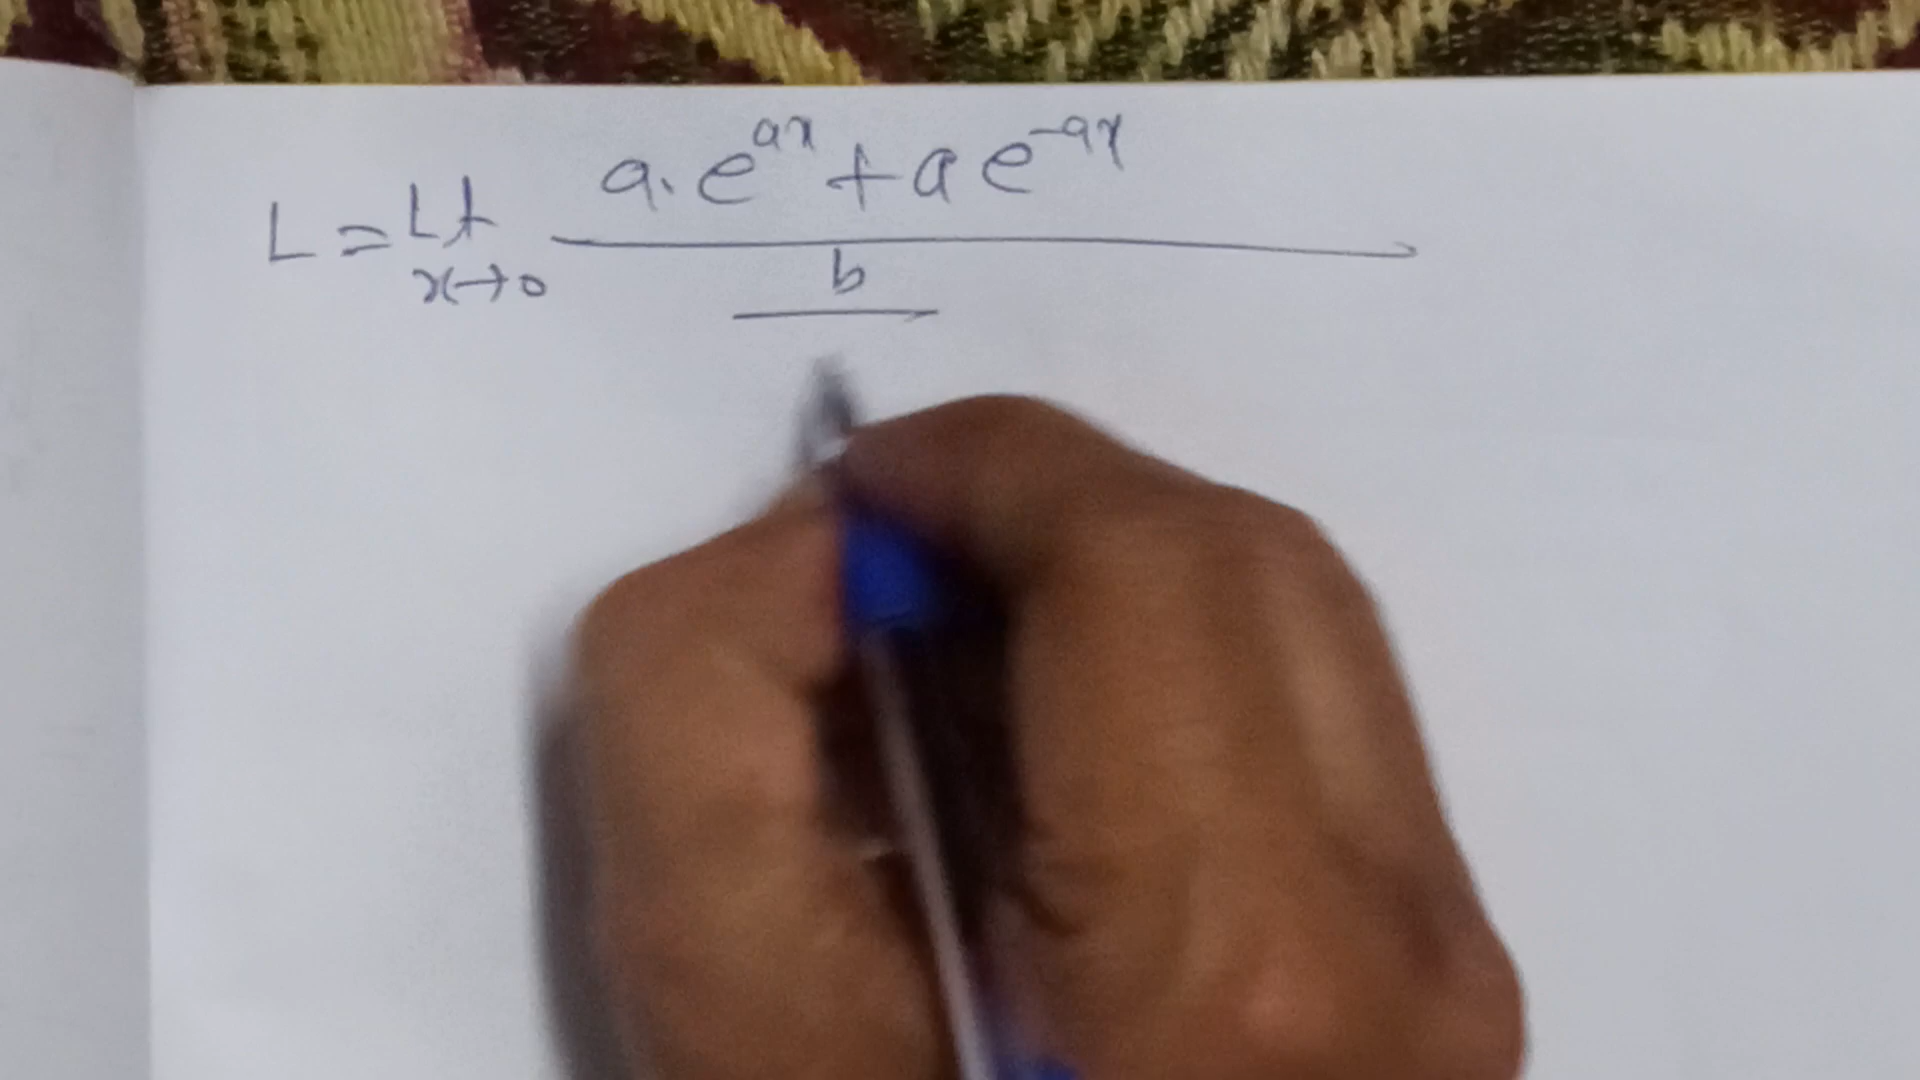 L = Lt x→0 a. e^ax + a e^-ax
b